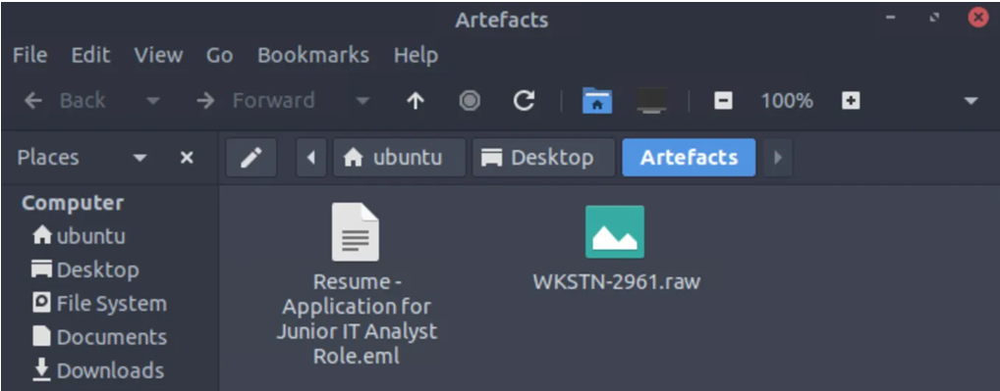 Artefacts
File Edit View Go Bookmarks Help
Back Forward 100%
Places ubuntu Desktop Artefacts
Computer
ubuntu
Desktop
File System
Documents
Downloads
Resume -
Application for
Junior IT Analyst
Role.eml
WKSTN-2961.raw